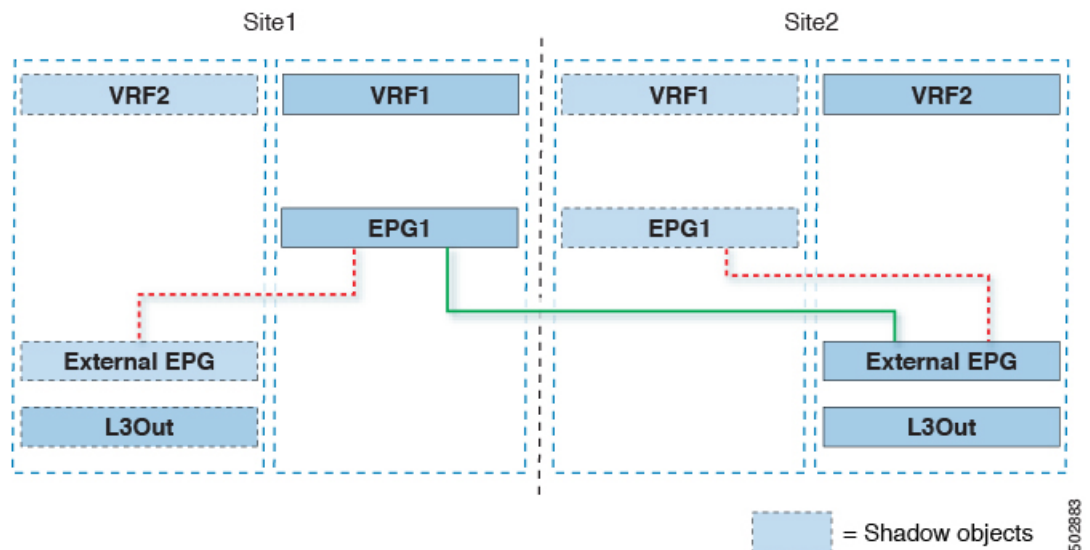 Site1
Site2
VRF2
VRF1
VRF1
VRF2
EPG1
EPG1
External EPG
External EPG
L3Out
L3Out
= Shadow objects
502883